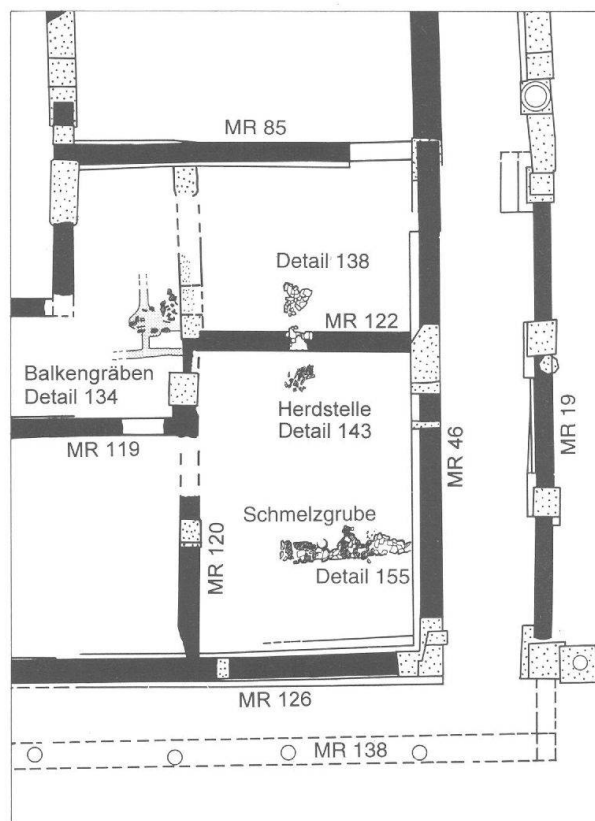 MR 85
Detail 138
MR 122
Balkengräben
Detail 134
Herdstelle
Detail 143
MR 119
MR 46
MR 19
Schmelzgrube
MR 120
Detail 155
MR 126
MR 138